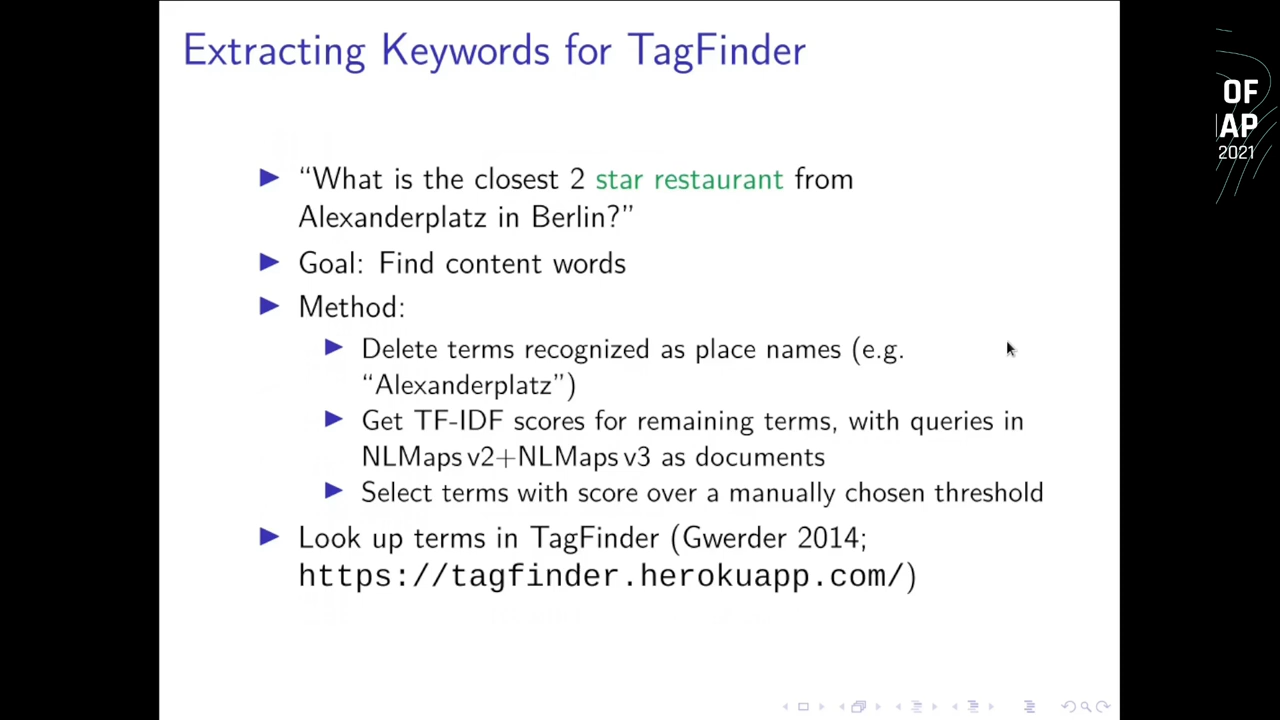 Extracting Keywords for TagFinder
“What is the closest 2 star restaurant from
Alexanderplatz in Berlin?”
Goal: Find content words
Method:
Delete terms recognized as place names (e.g.
“Alexanderplatz”)
Get TF-IDF scores for remaining terms, with queries in
NLMaps v2+NLMaps v3 as documents
Select terms with score over a manually chosen threshold
Look up terms in TagFinder (Gwerder 2014;
https://tagfinder.herokuapp.com/)
OF
AP
2021